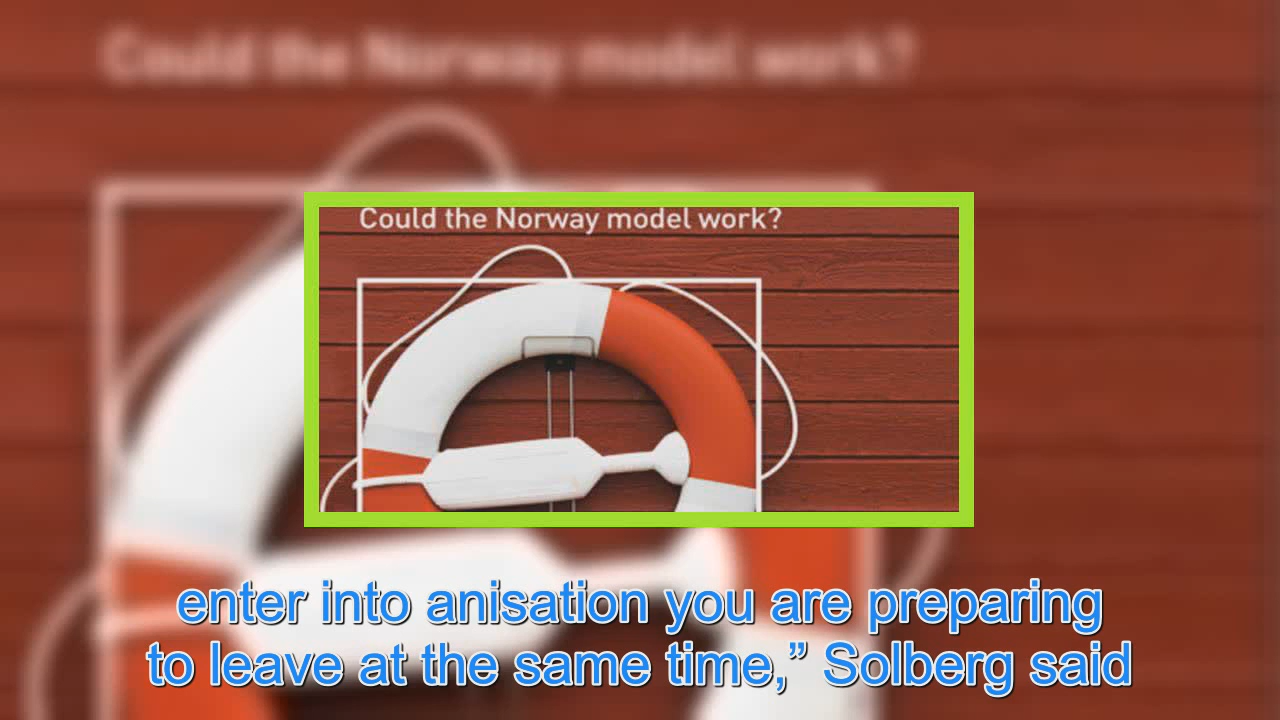 Could the Norway model work?
Could the Norway model work?
enter into anisation you are preparing
to leave at the same time,” Solberg said